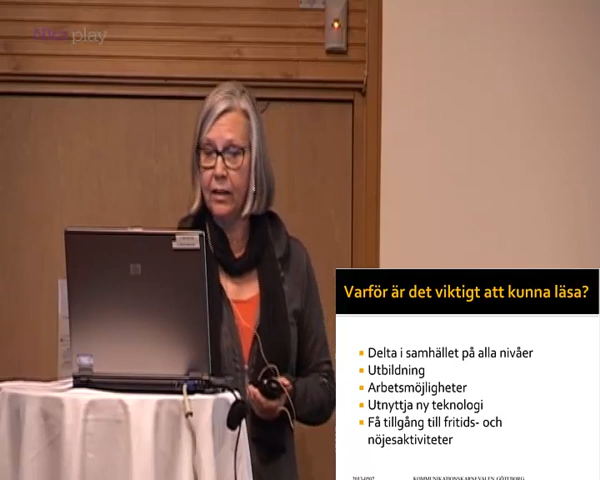 play
Varför är det viktigt att kunna läsa?
Delta i samhället på alla nivåer
Utbildning
Arbetsmöjligheter
Utnyttja ny teknologi
Få tillgång till fritids- och
nöjesaktiviteter
KOMMUNIKATIONSKARNEVALEN, GÖTEBORG